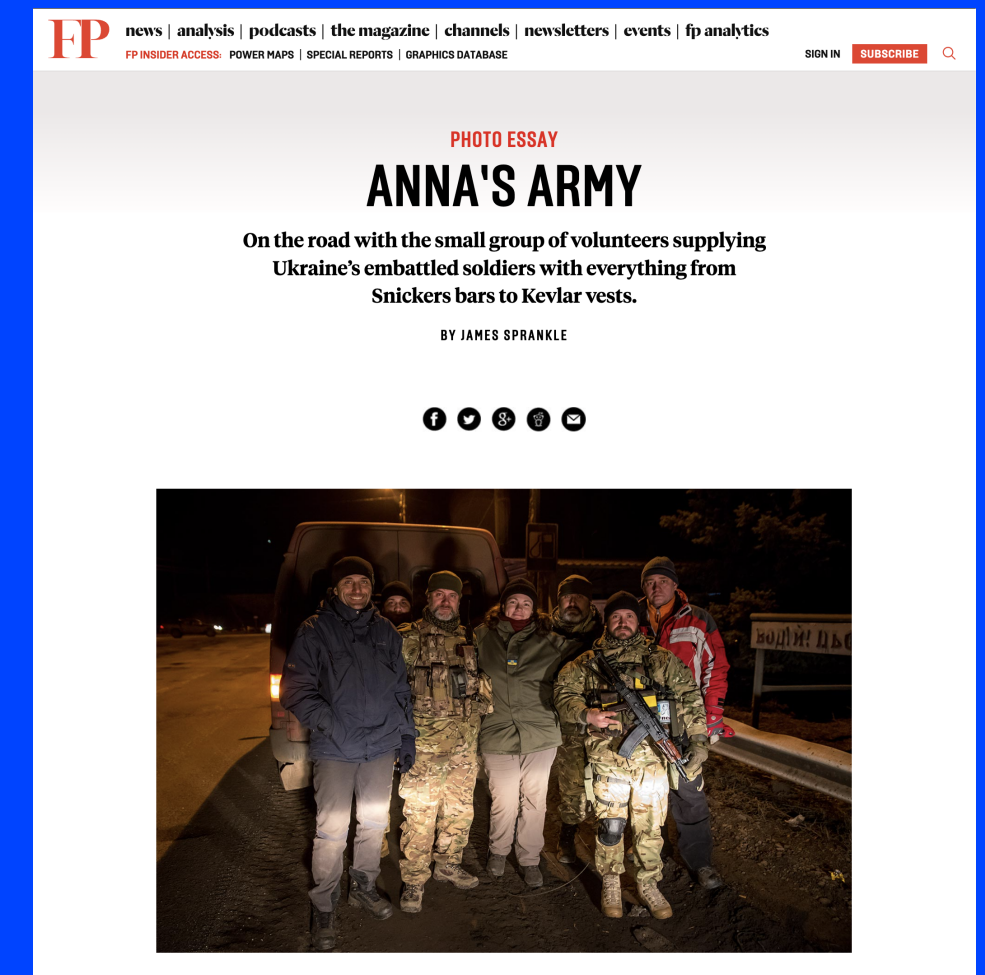 FP
news | analysis | podcasts | the magazine | channels | newsletters | events | fp analytics
FP INSIDER ACCESS: POWER MAPS | SPECIAL REPORTS | GRAPHICS DATABASE
SIGN IN SUBSCRIBE
PHOTO ESSAY
ANNA'S ARMY
On the road with the small group of volunteers supplying
Ukraine’s embattled soldiers with everything from
Snickers bars to Kevlar vests.
BY JAMES SPRANKLE
ВОДІЙ!